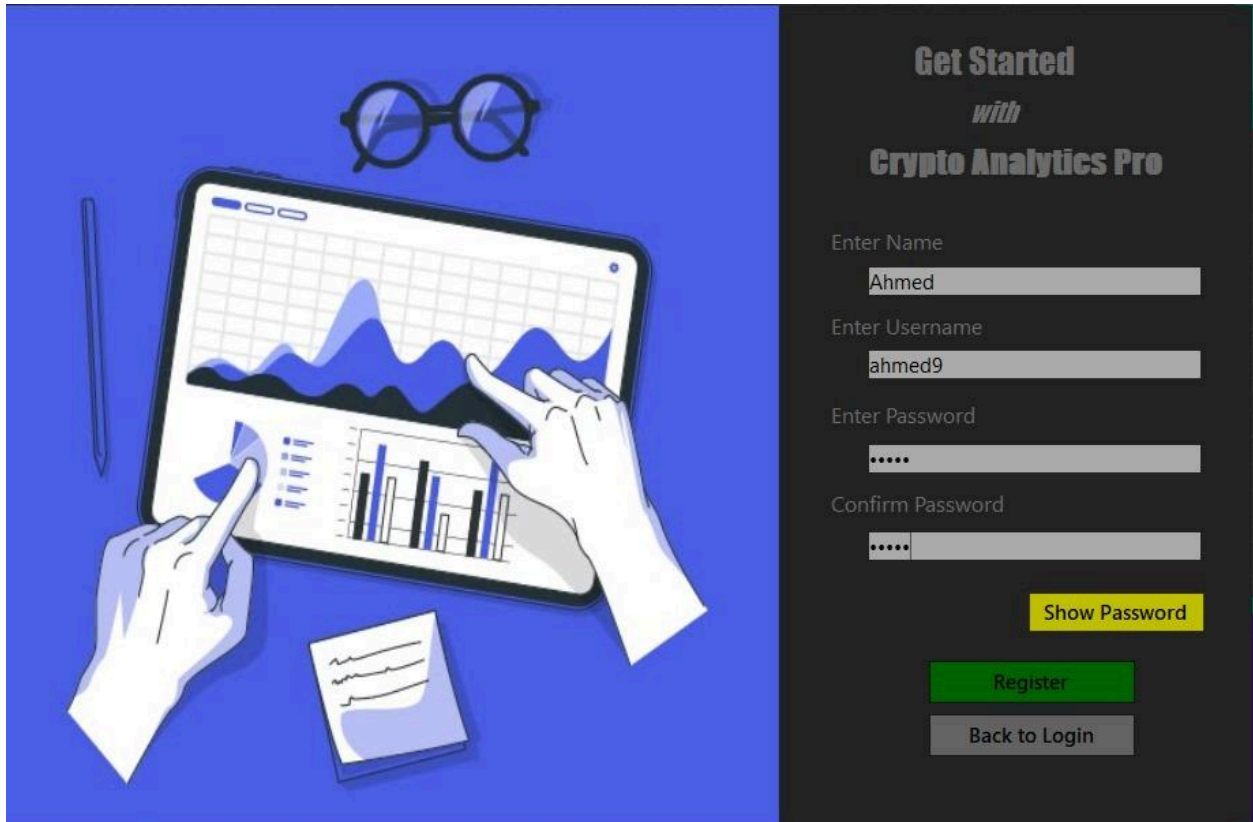 Get Started
with
Crypto Analytics Pro
Enter Name
Ahmed
Enter Username
ahmed9
Enter Password
•••••
Confirm Password
•••••
Show Password
Register
Back to Login